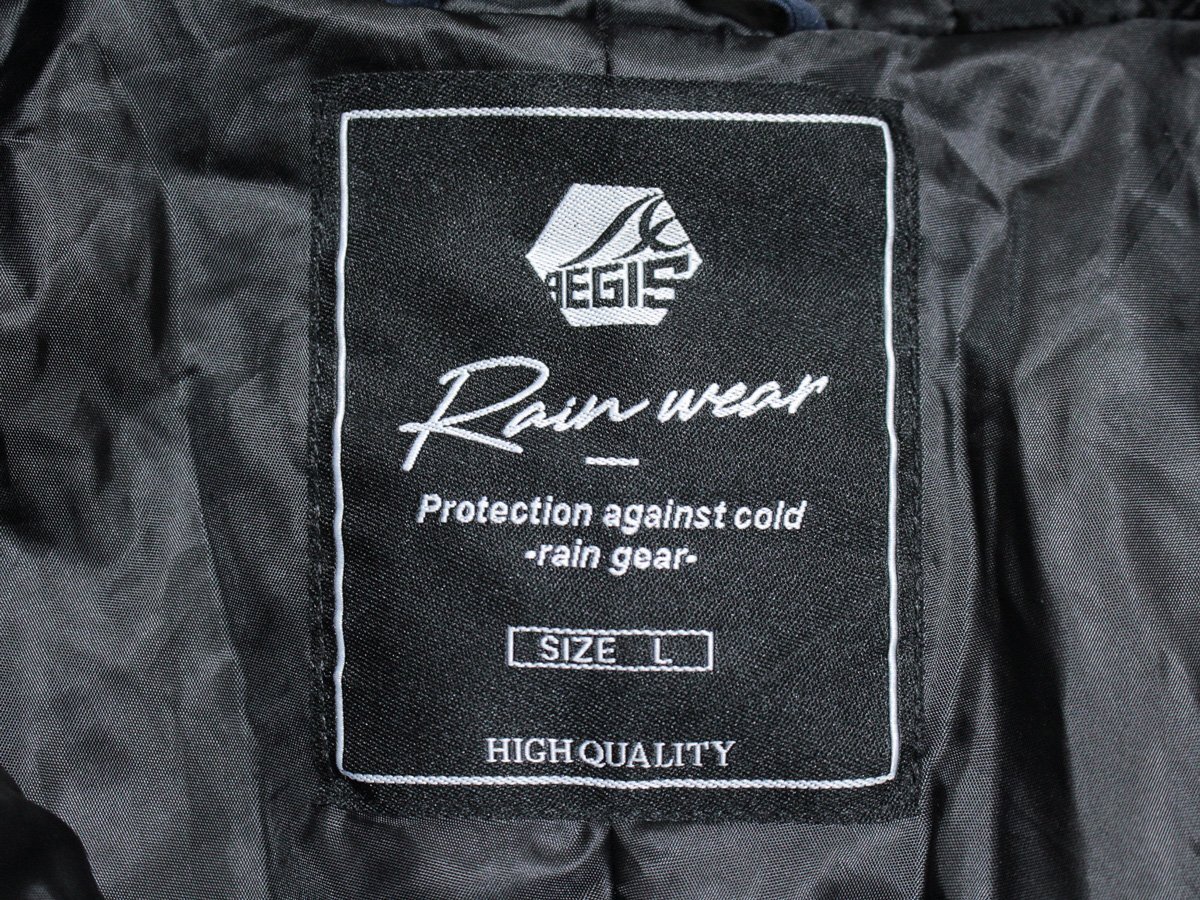 AEGIS
Rain wear
Protection against cold
-rain gear-
SIZE L
HIGH QUALITY